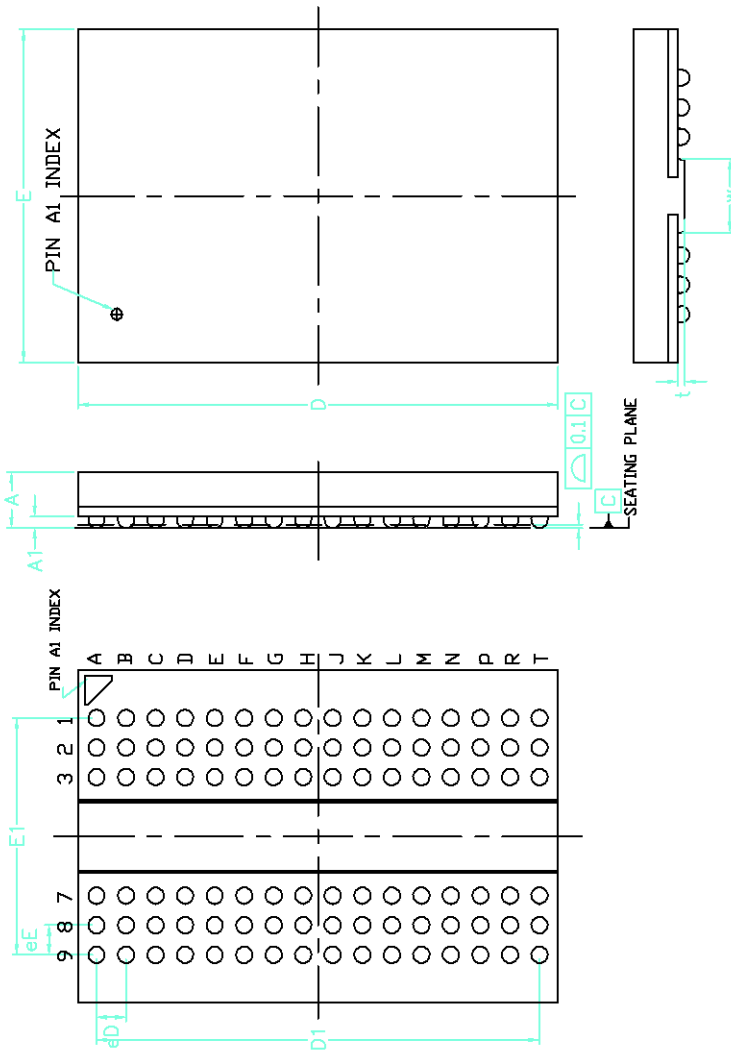 E
PIN A1 INDEX
D
w
t
A
A1
0.1 C
C
SEATING PLANE
PIN A1 INDEX
A B C D E F G H J K L M N P R T
1
2
3
7
8
9
E1
eE
eD1
D1